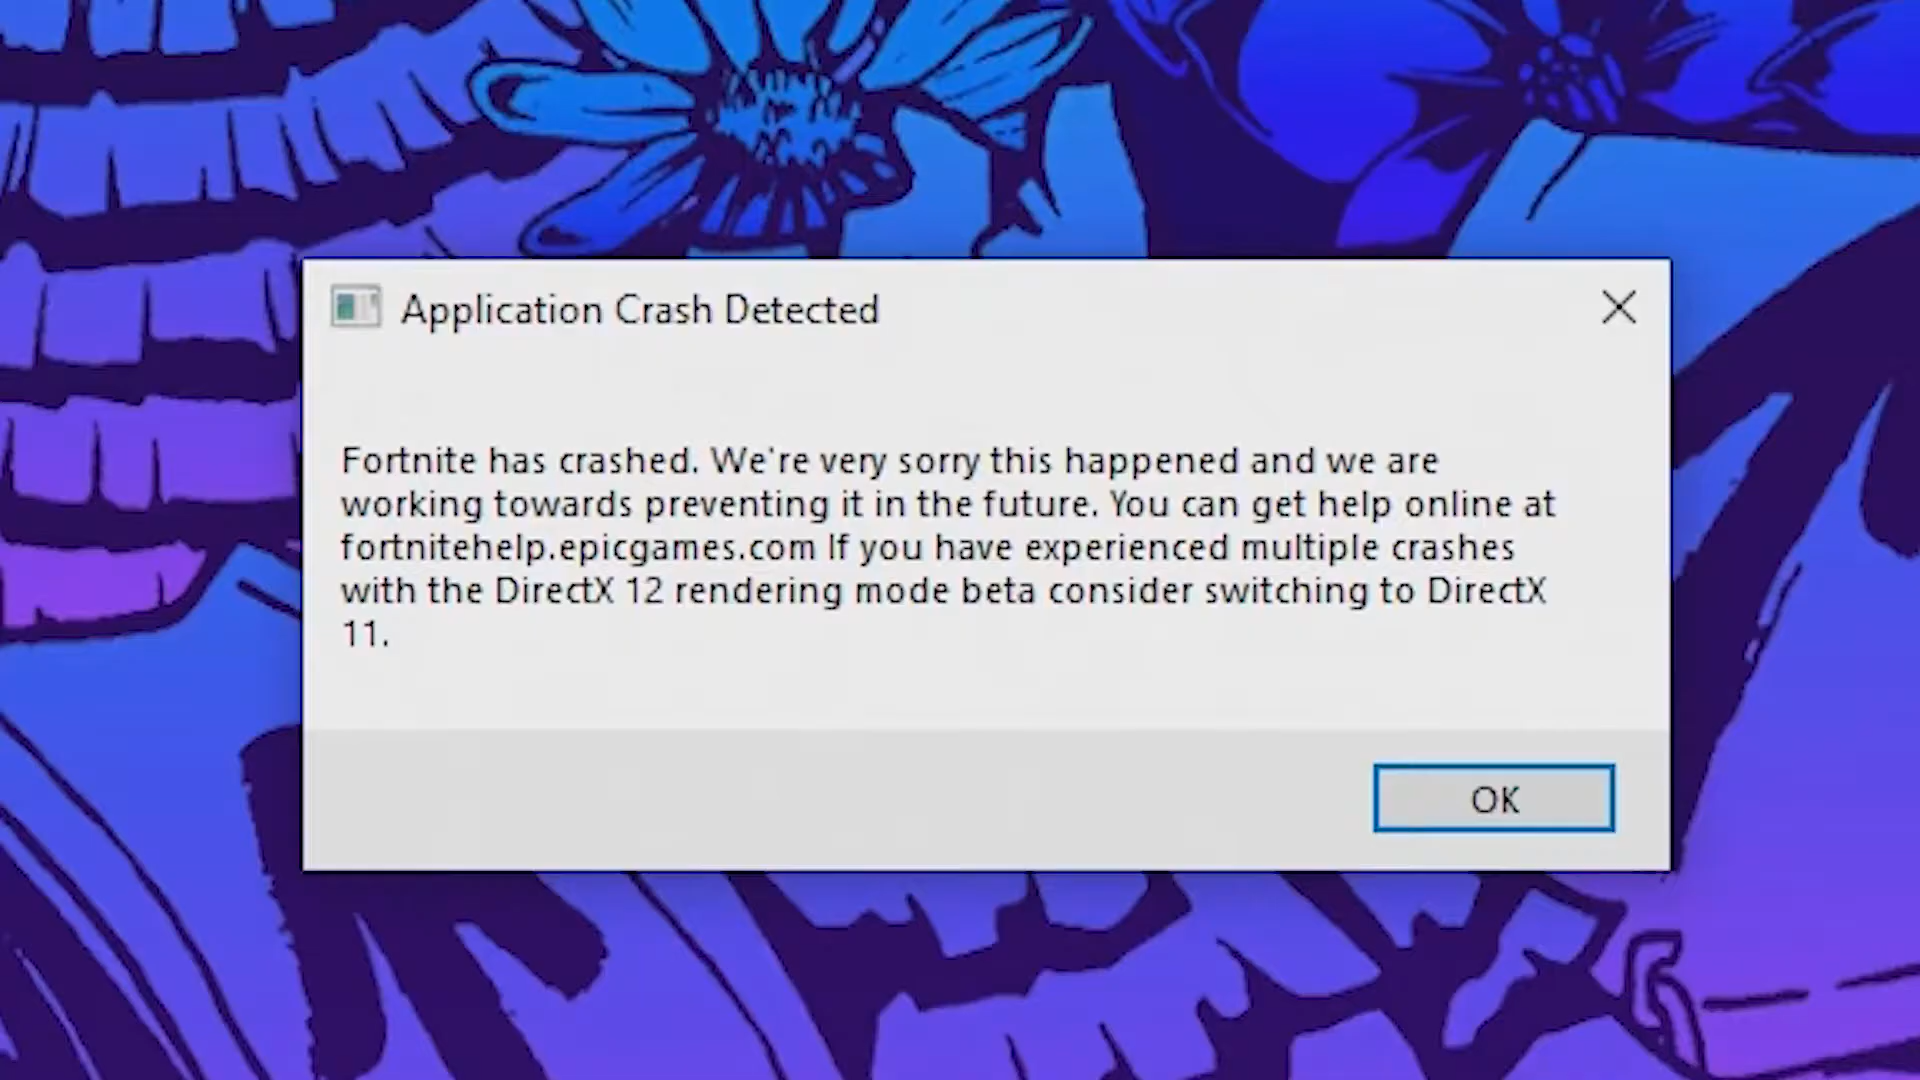 Application Crash Detected
Fortnite has crashed. We're very sorry this happened and we are
working towards preventing it in the future. You can get help online at
fortnitehelp.epicgames.com If you have experienced multiple crashes
with the DirectX 12 rendering mode beta consider switching to DirectX
11.
OK